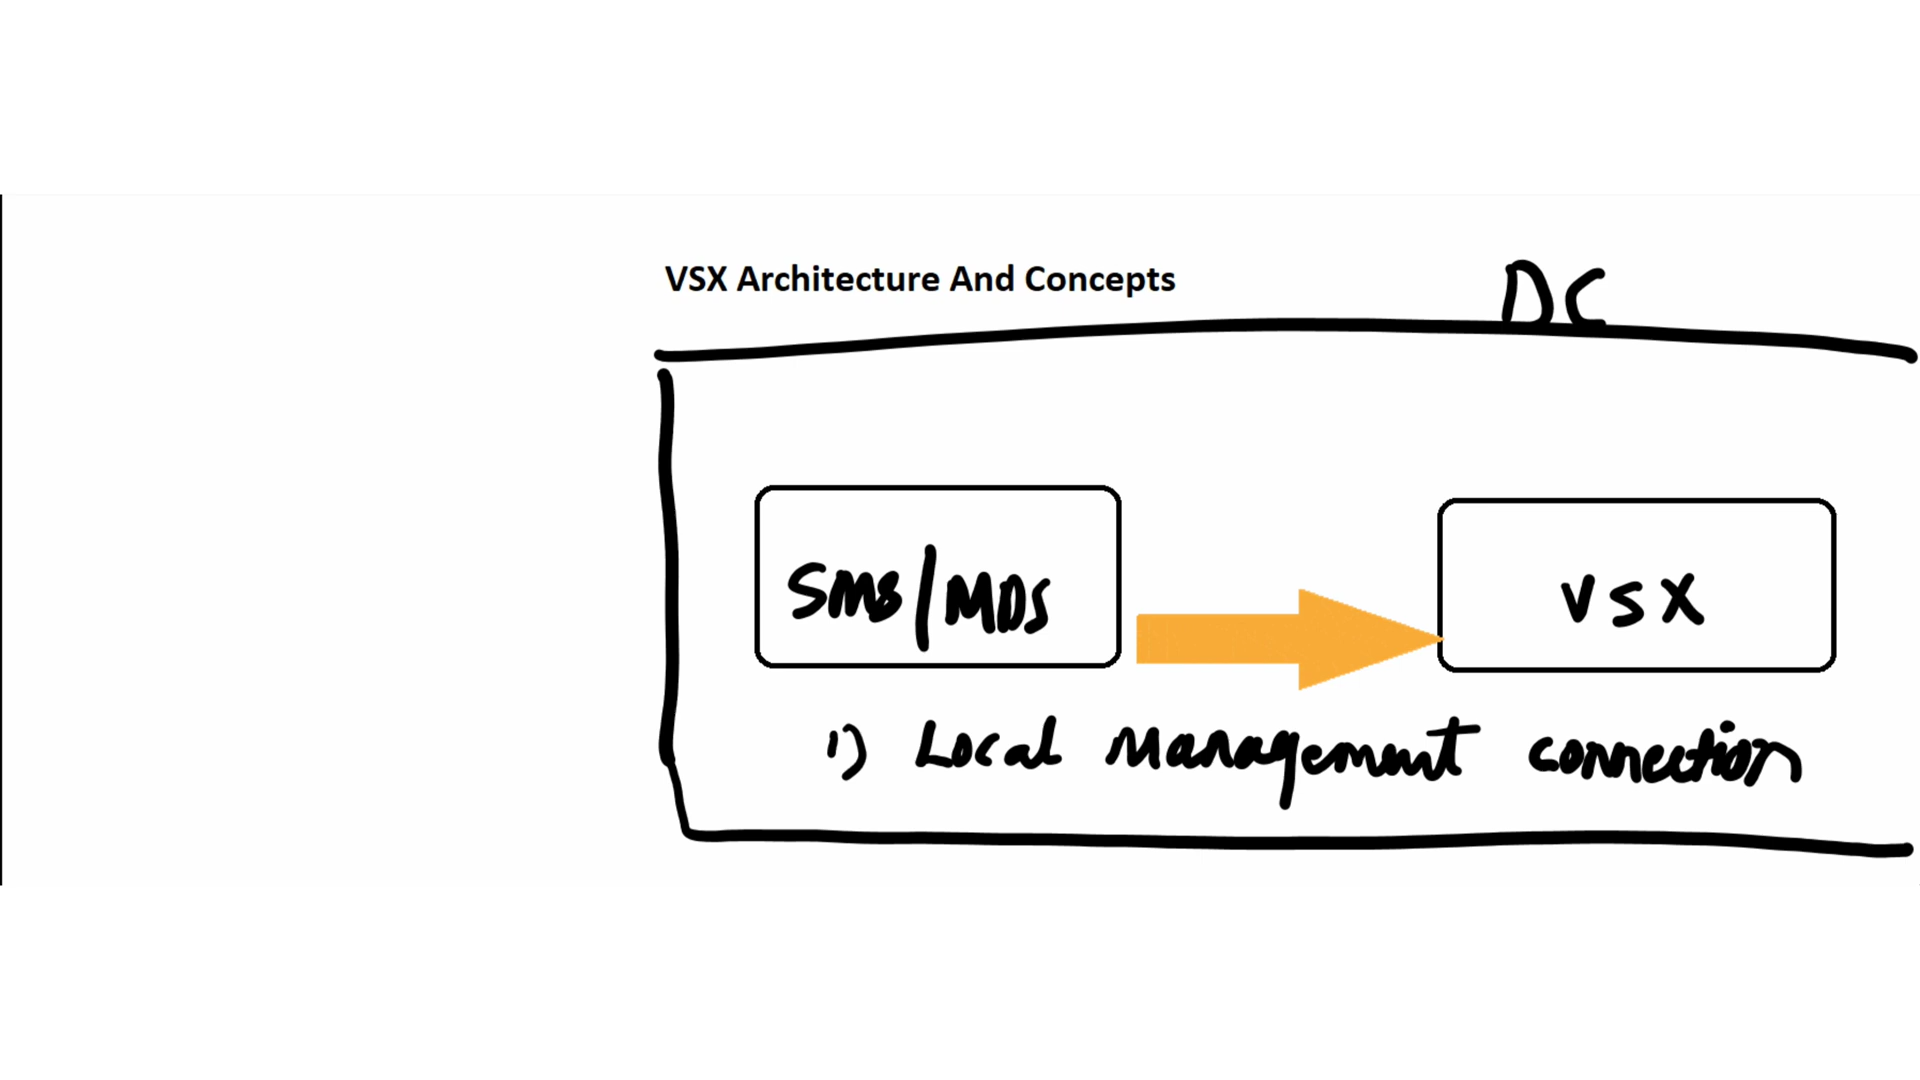 VSX Architecture And Concepts
DC
SMS/MDS
VSX
1) Local Management connection